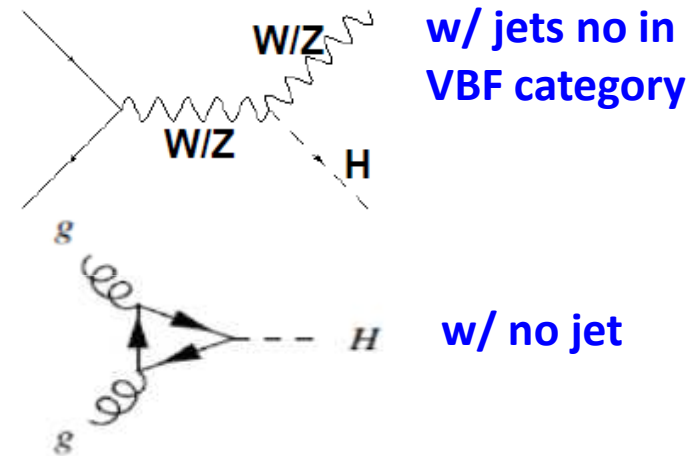 W/Z
w/ jets no in
VBF category
W/Z
H
g
H
w/ no jet
g